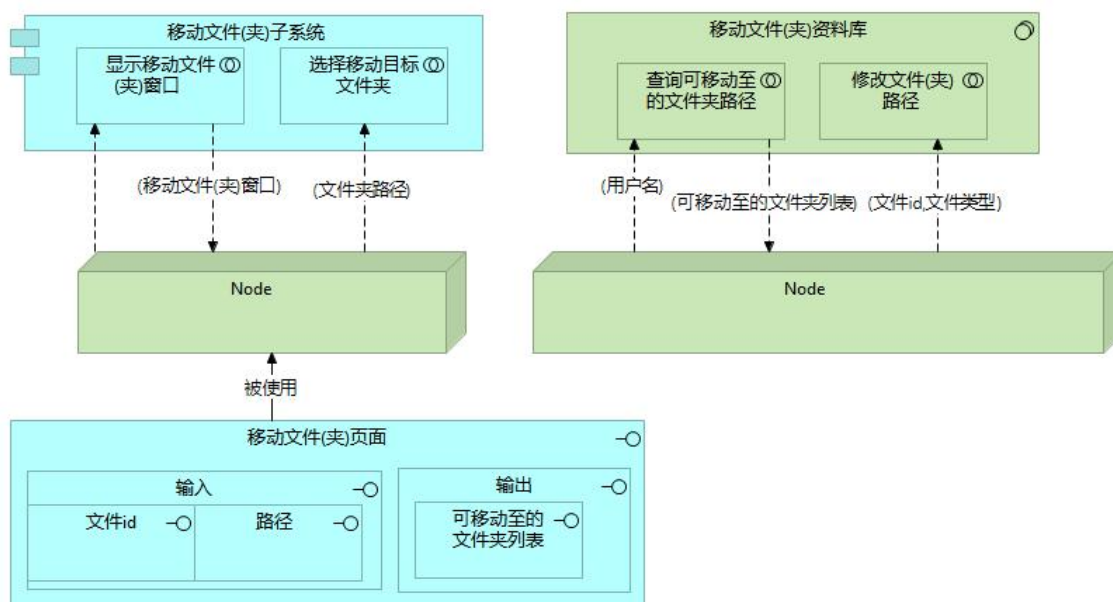 移动文件(夹)子系统
显示移动文件
(夹)窗口
选择移动目标
文件夹
移动文件(夹)资料库
查询可移动至
的文件夹路径
修改文件(夹)
路径
(移动文件(夹)窗口)
(文件夹路径)
(用户名)
(可移动至的文件夹列表)
(文件id,文件类型)
Node
Node
被使用
移动文件(夹)页面
输入
文件id
路径
输出
可移动至的
文件夹列表